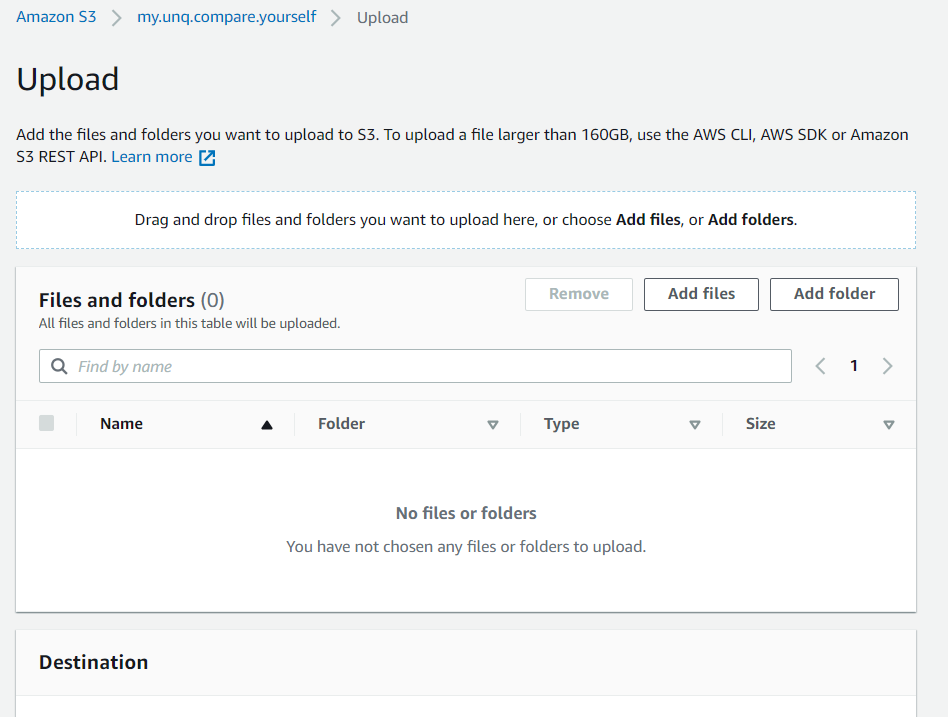 Amazon S3 > my.unq.compare.yourself > Upload
Upload
Add the files and folders you want to upload to S3. To upload a file larger than 160GB, use the AWS CLI, AWS SDK or Amazon
S3 REST API. Learn more
Drag and drop files and folders you want to upload here, or choose Add files, or Add folders.
Files and folders (0)
Remove
Add files
Add folder
All files and folders in this table will be uploaded.
Find by name
1
Name Folder Type Size
No files or folders
You have not chosen any files or folders to upload.
Destination